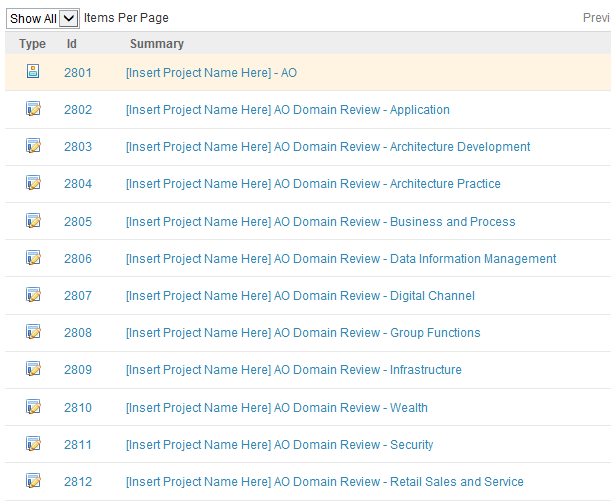 Show All Items Per Page Previ
Type Id Summary
2801 [Insert Project Name Here] - AO
2802 [Insert Project Name Here] AO Domain Review - Application
2803 [Insert Project Name Here] AO Domain Review - Architecture Development
2804 [Insert Project Name Here] AO Domain Review - Architecture Practice
2805 [Insert Project Name Here] AO Domain Review - Business and Process
2806 [Insert Project Name Here] AO Domain Review - Data Information Management
2807 [Insert Project Name Here] AO Domain Review - Digital Channel
2808 [Insert Project Name Here] AO Domain Review - Group Functions
2809 [Insert Project Name Here] AO Domain Review - Infrastructure
2810 [Insert Project Name Here] AO Domain Review - Wealth
2811 [Insert Project Name Here] AO Domain Review - Security
2812 [Insert Project Name Here] AO Domain Review - Retail Sales and Service